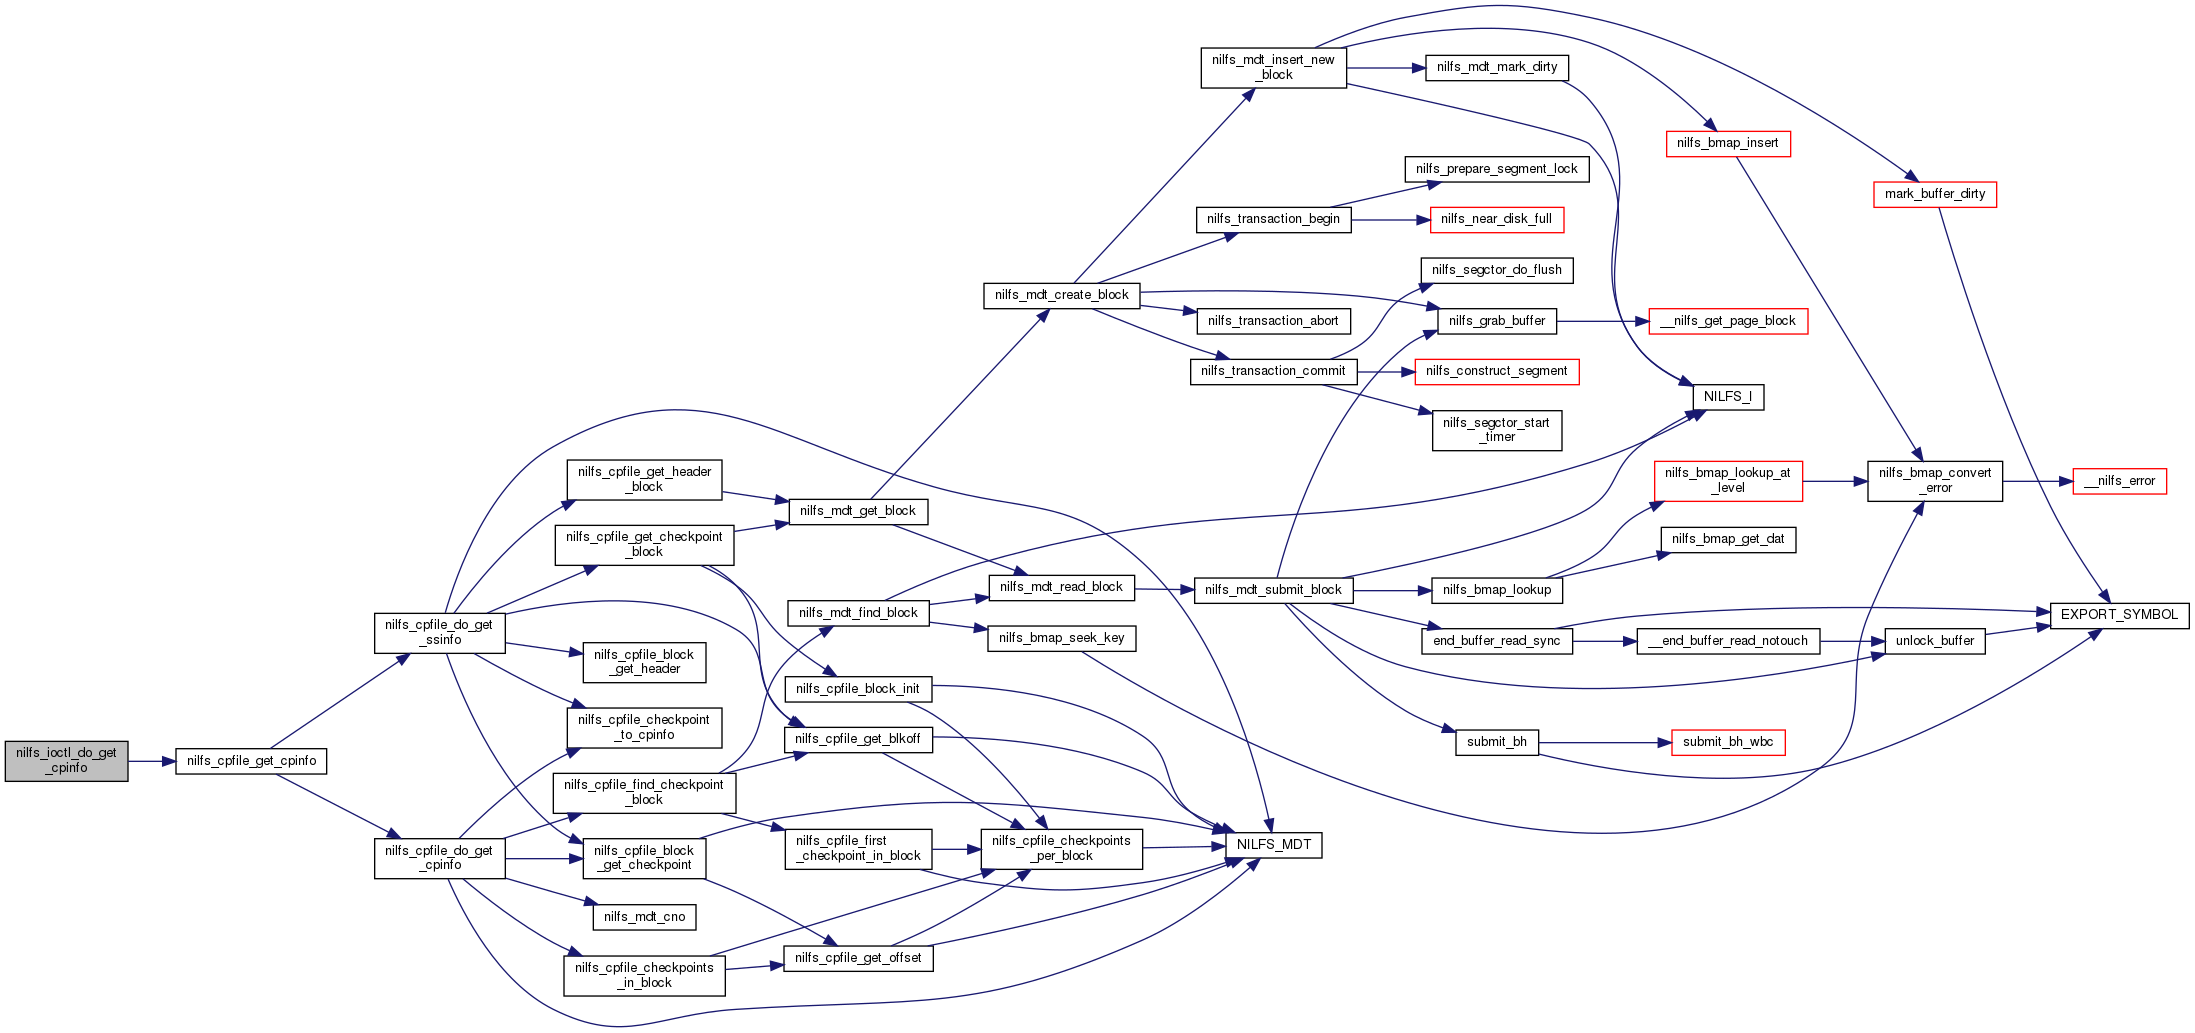 nilfs_ioctl_do_get
_cpinfo
nilfs_cpfile_get_cpinfo
nilfs_cpfile_do_get
_ssinfo
nilfs_cpfile_do_get
_cpinfo
nilfs_cpfile_get_header
_block
nilfs_cpfile_get_checkpoint
_block
nilfs_cpfile_block
_get_header
nilfs_cpfile_checkpoint
_to_cpinfo
nilfs_cpfile_find_checkpoint
_block
nilfs_cpfile_block
_get_checkpoint
nilfs_mdt_cno
nilfs_cpfile_checkpoints
_in_block
nilfs_mdt_get_block
nilfs_mdt_find_block
nilfs_cpfile_block_init
nilfs_cpfile_get_blkoff
nilfs_cpfile_first
_checkpoint_in_block
nilfs_cpfile_get_offset
nilfs_mdt_create_block
nilfs_mdt_read_block
nilfs_bmap_seek_key
nilfs_cpfile_checkpoints
_per_block
nilfs_mdt_insert_new
_block
nilfs_transaction_begin
nilfs_transaction_abort
nilfs_transaction_commit
nilfs_mdt_submit_block
NILFS_MDT
nilfs_mdt_mark_dirty
nilfs_prepare_segment_lock
nilfs_near_disk_full
nilfs_segctor_do_flush
nilfs_grab_buffer
nilfs_construct_segment
nilfs_segctor_start
_timer
nilfs_bmap_lookup
end_buffer_read_sync
submit_bh
nilfs_bmap_insert
__nilfs_get_page_block
NILFS_I
nilfs_bmap_lookup_at
_level
nilfs_bmap_get_dat
__end_buffer_read_notouch
submit_bh_wbc
mark_buffer_dirty
nilfs_bmap_convert
_error
unlock_buffer
__nilfs_error
EXPORT_SYMBOL